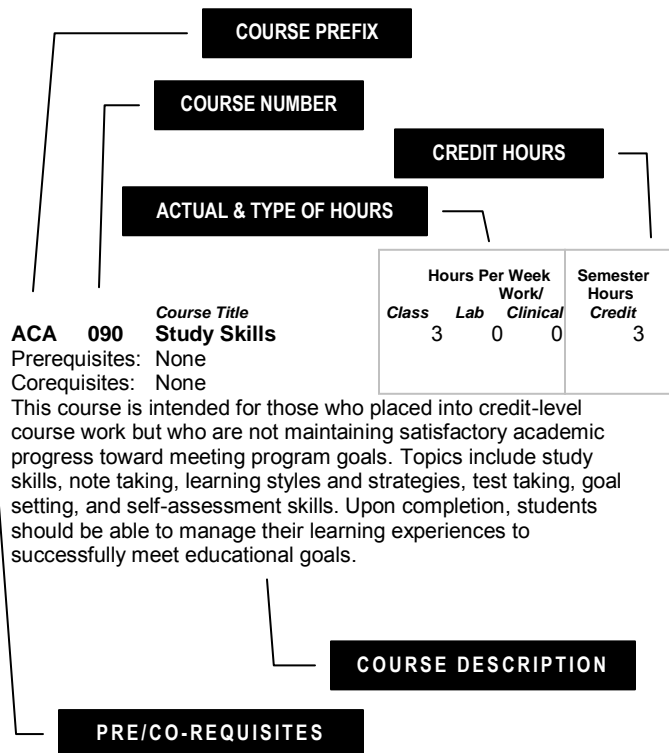 COURSE PREFIX
COURSE NUMBER
CREDIT HOURS
ACTUAL & TYPE OF HOURS
Hours Per Week Semester
Work/ Hours
Course Title Class Lab Clinical Credit
ACA 090 Study Skills 3 0 0 3
Prerequisites: None
Corequisites: None
This course is intended for those who placed into credit-level
course work but who are not maintaining satisfactory academic
progress toward meeting program goals. Topics include study
skills, note taking, learning styles and strategies, test taking, goal
setting, and self-assessment skills. Upon completion, students
should be able to manage their learning experiences to
successfully meet educational goals.
COURSE DESCRIPTION
PRE/CO-REQUISITES